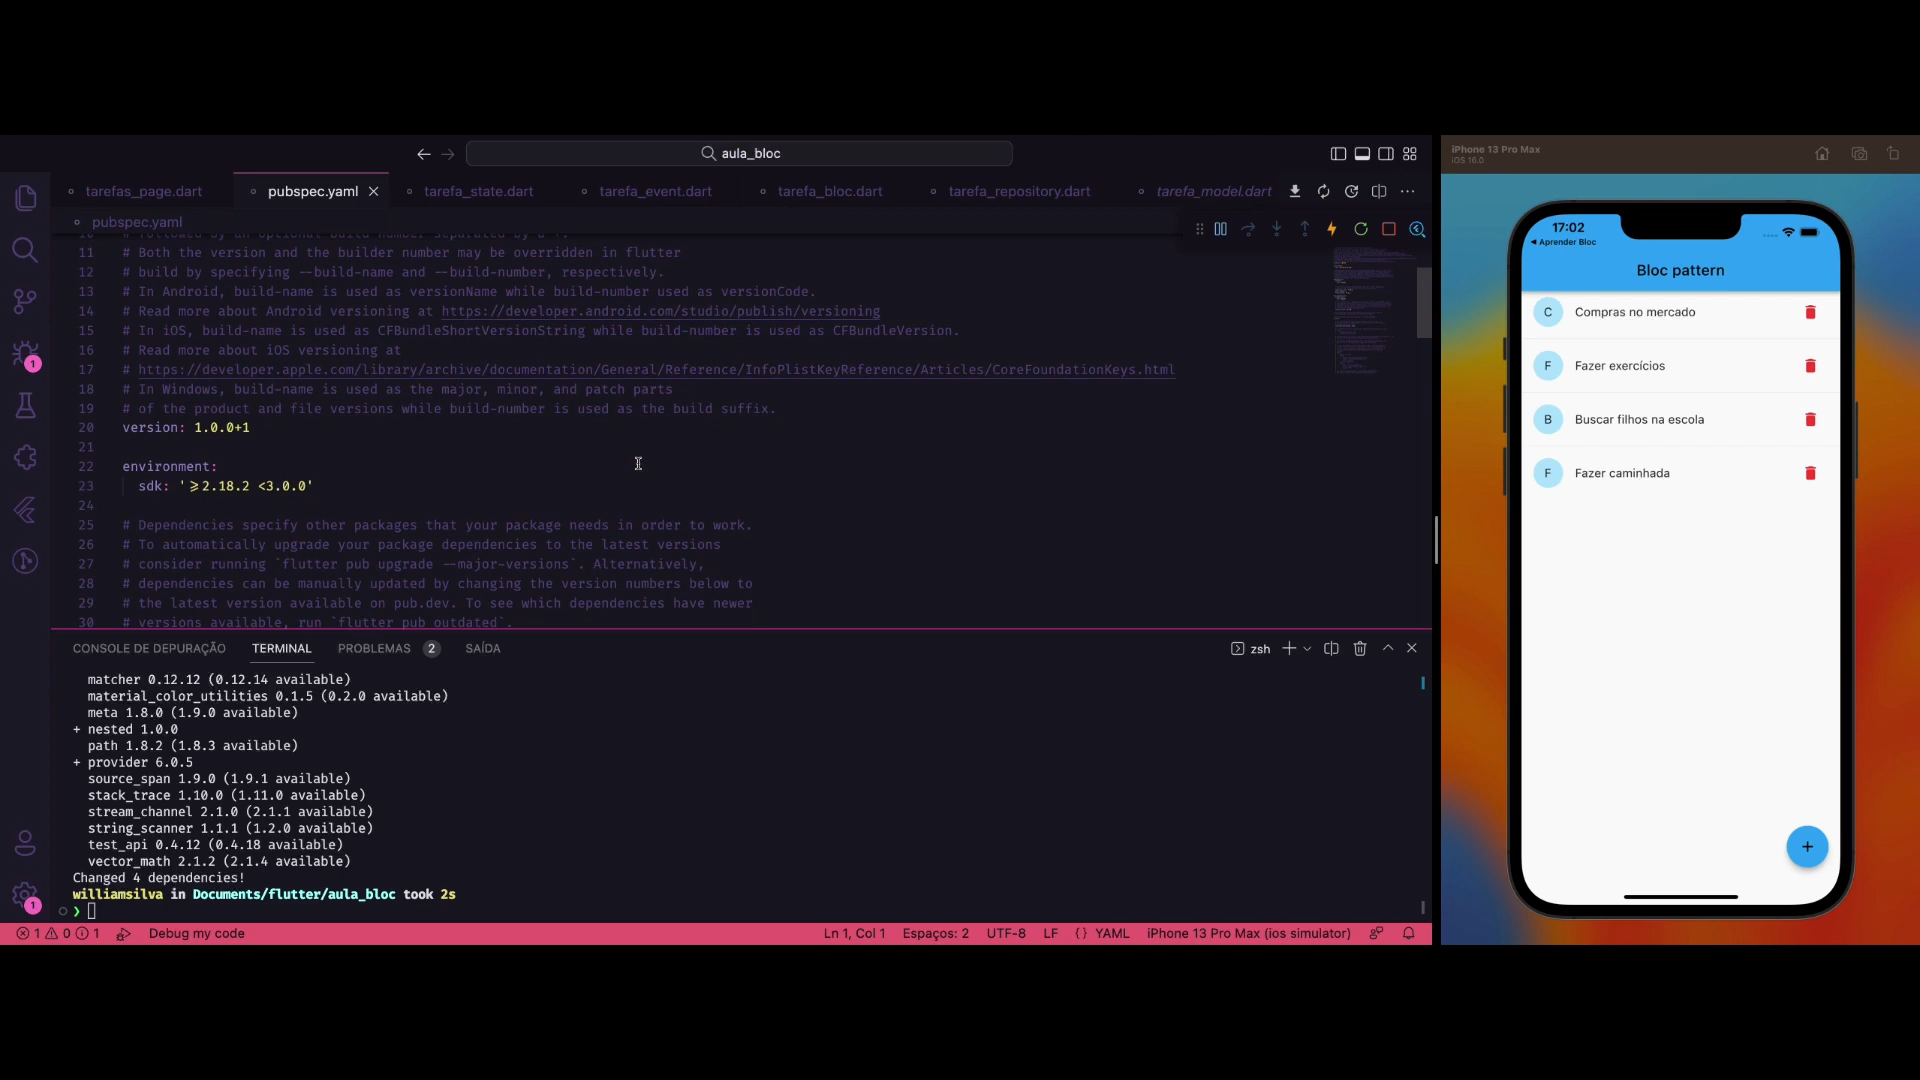 aula_bloc
tarefas_page.dart
pubspec.yaml
tarefa_state.dart
tarefa_event.dart
tarefa_bloc.dart
tarefa_repository.dart
tarefa_model.dart
pubspec.yaml
11 # Both the version and the builder number may be overridden in flutter
12 # build by specifying --build-name and --build-number, respectively.
13 # In Android, build-name is used as versionName while build-number used as versionCode.
14 # Read more about Android versioning at https://developer.android.com/studio/publish/versioning
15 # In iOS, build-name is used as CFBundleShortVersionString while build-number is used as CFBundleVersion.
16 # Read more about iOS versioning at
17 # https://developer.apple.com/library/archive/documentation/General/Reference/InfoPlistKeyReference/Articles/CoreFoundationKeys.html
18 # In Windows, build-name is used as the major, minor, and patch parts
19 # of the product and file versions while build-number is used as the build suffix.
20 version: 1.0.0+1
21
22 environment:
23 sdk: '>=2.18.2 <3.0.0'
24
25 # Dependencies specify other packages that your package needs in order to work.
26 # To automatically upgrade your package dependencies to the latest versions
27 # consider running `flutter pub upgrade --major-versions`. Alternatively,
28 # dependencies can be manually updated by changing the version numbers below to
29 # the latest version available on pub.dev. To see which dependencies have newer
30 # versions available, run `flutter pub outdated`.
CONSOLE DE DEPURAÇÃO TERMINAL PROBLEMAS 2 SAÍDA
zsh
matcher 0.12.12 (0.12.14 available)
material_color_utilities 0.1.5 (0.2.0 available)
meta 1.8.0 (1.9.0 available)
+ nested 1.0.0
path 1.8.2 (1.8.3 available)
+ provider 6.0.5
source_span 1.9.0 (1.9.1 available)
stack_trace 1.10.0 (1.11.0 available)
stream_channel 2.1.0 (2.1.1 available)
string_scanner 1.1.1 (1.2.0 available)
test_api 0.4.12 (0.4.18 available)
vector_math 2.1.2 (2.1.4 available)
Changed 4 dependencies!
williamsilva in Documents/flutter/aula_bloc took 2s
❯
1
1
1 0 1 Debug my code
Ln 1, Col 1 Espaços: 2 UTF-8 LF {} YAML iPhone 13 Pro Max (ios simulator)
iPhone 13 Pro Max
iOS 16.0
17:02
◀ Aprender Bloc
Bloc pattern
C Compras no mercado
F Fazer exercícios
B Buscar filhos na escola
F Fazer caminhada
+